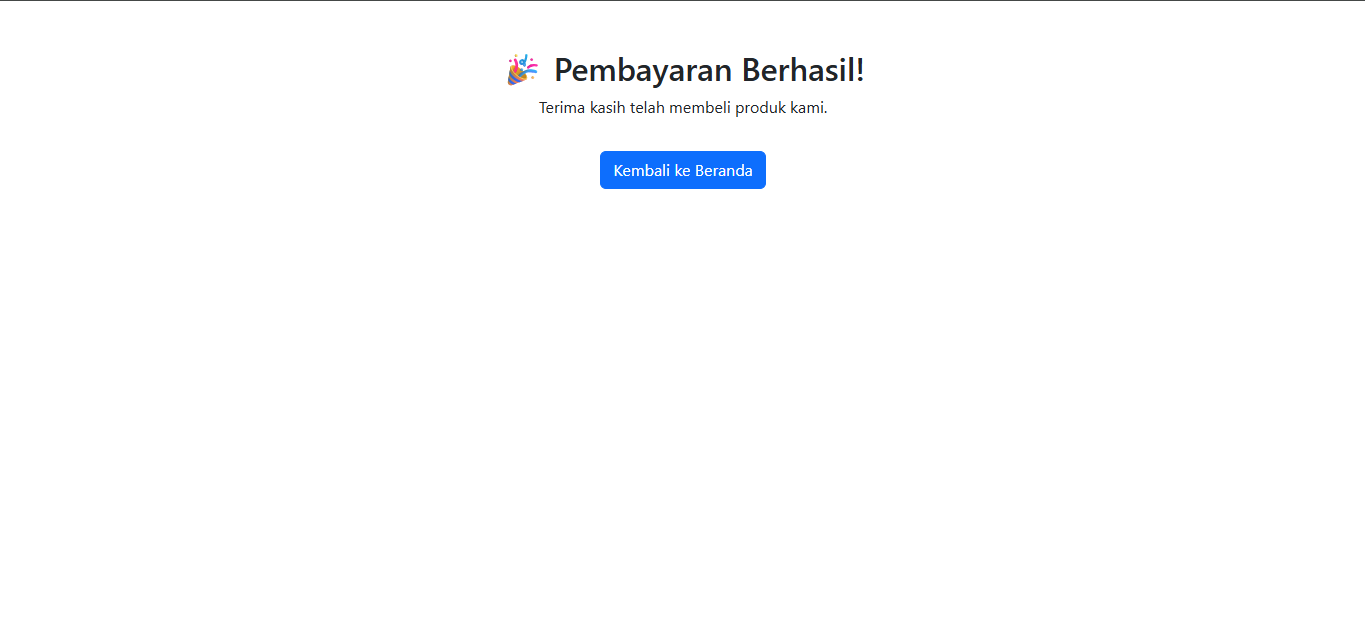 🎉 Pembayaran Berhasil!
Terima kasih telah membeli produk kami.
Kembali ke Beranda